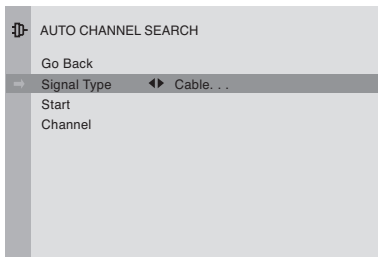 AUTO CHANNEL SEARCH
Go Back
Signal Type Cable. . .
Start
Channel